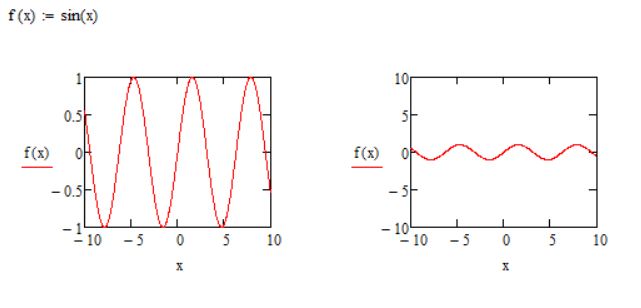 f(x) := sin(x)
1
0.5
f(x) 0
− 0.5
− 1
− 10 − 5 0 5 10
x
10
5
f(x) 0
− 5
− 10
− 10 − 5 0 5 10
x